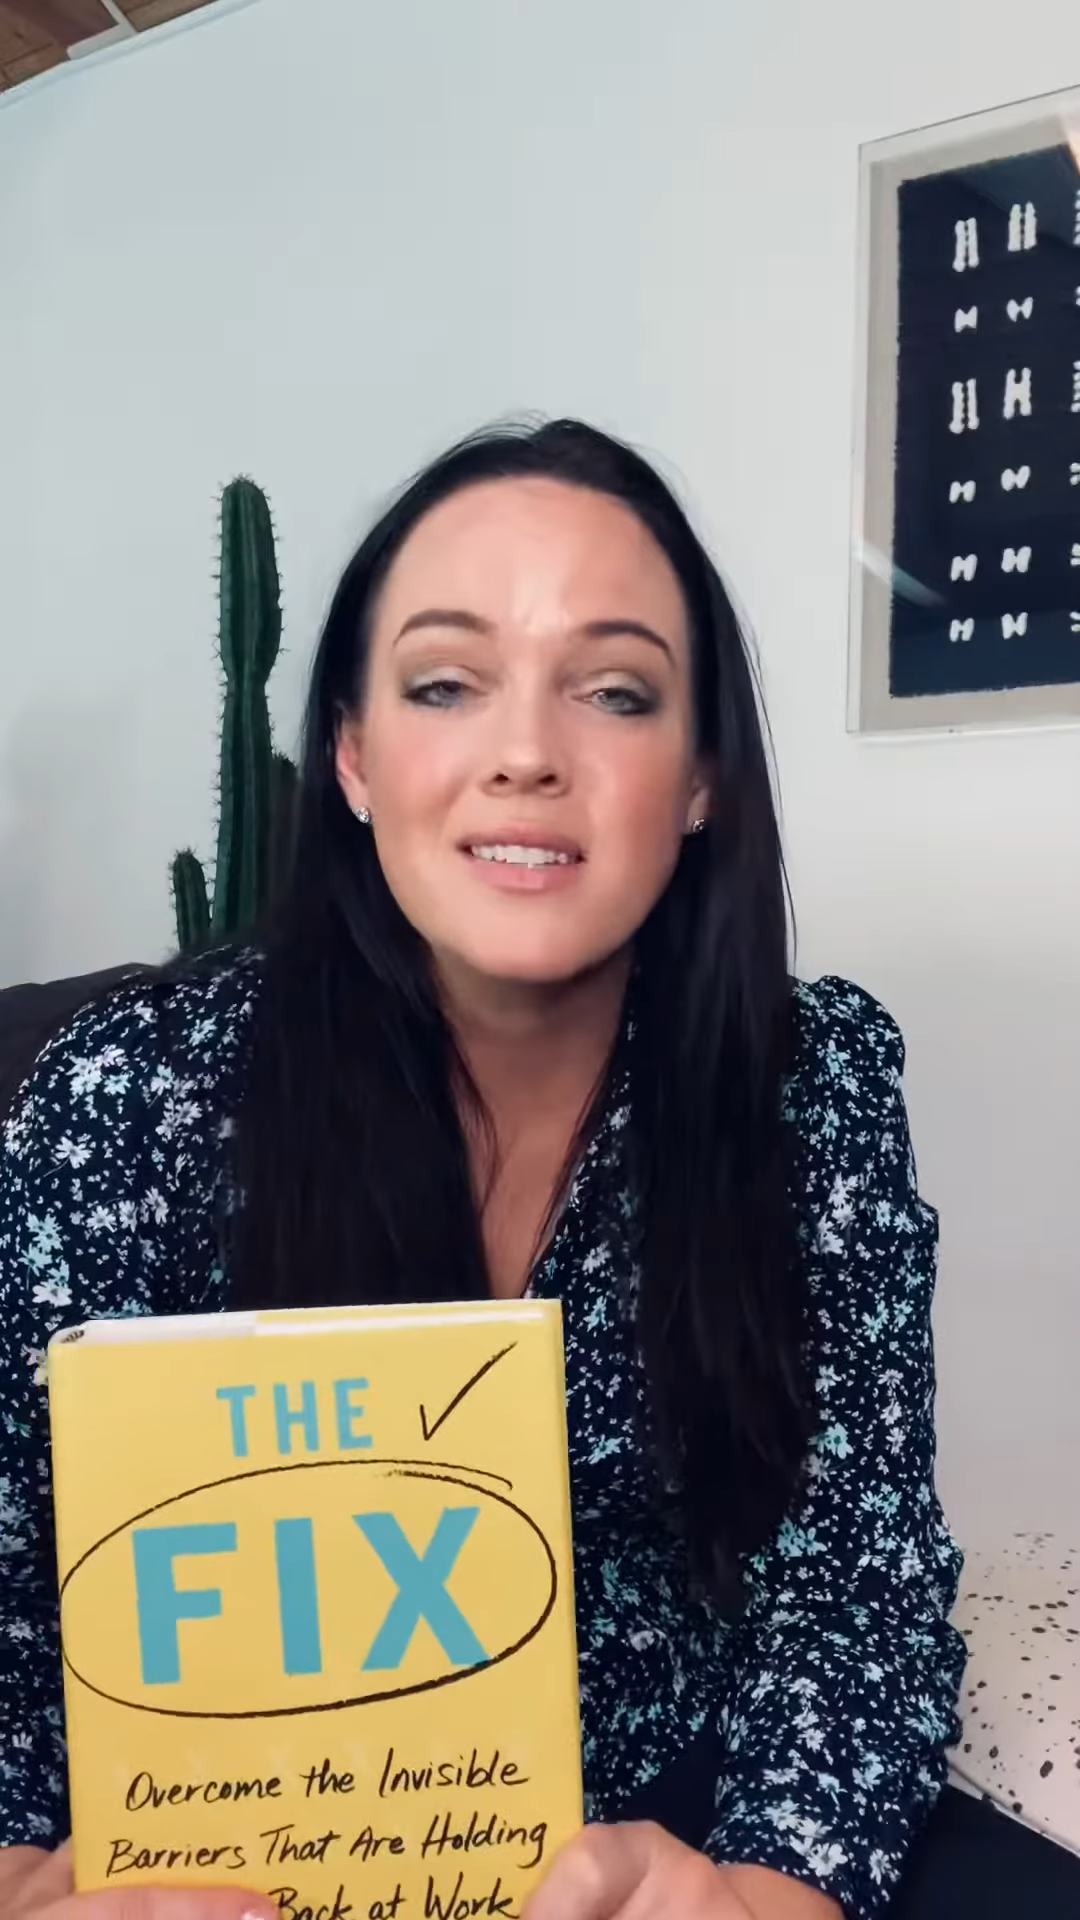 THE
FIX
Overcome the Invisible
Barriers That Are Holding
Back at Work